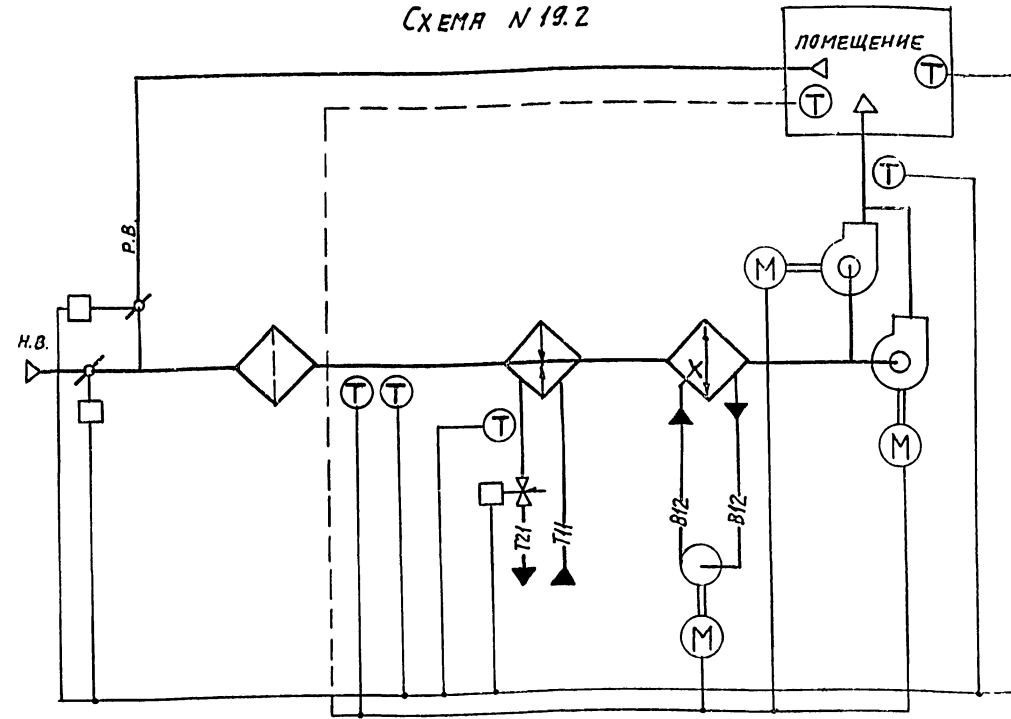 Схема N 19.2
ПОМЕЩЕНИЕ
Т
Т
Т
Р.В.
М
Н.В.
Т
Т
Т
М
В12
В12
Т21
Т11
М